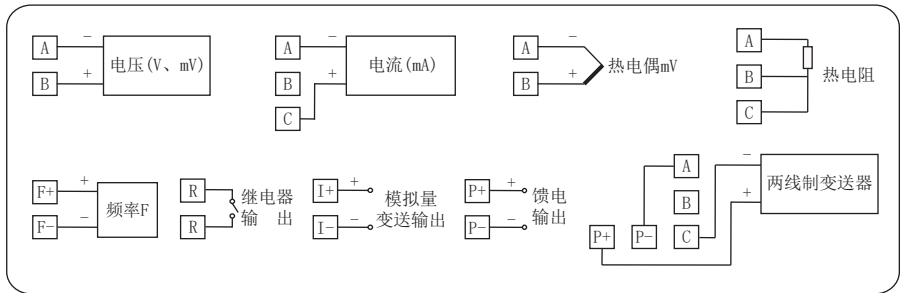 A
−
B
+
电压(V、mV)
A
−
B
+
C
电流(mA)
A
−
B
+
热电偶mV
A
B
C
热电阻
F+
+
F-
−
频率F
R
R
继电器
输 出
I+
+
I-
−
模拟量
变送输出
P+
+
P-
−
馈电
输出
A
B
C
P+
P-
−
+
两线制变送器